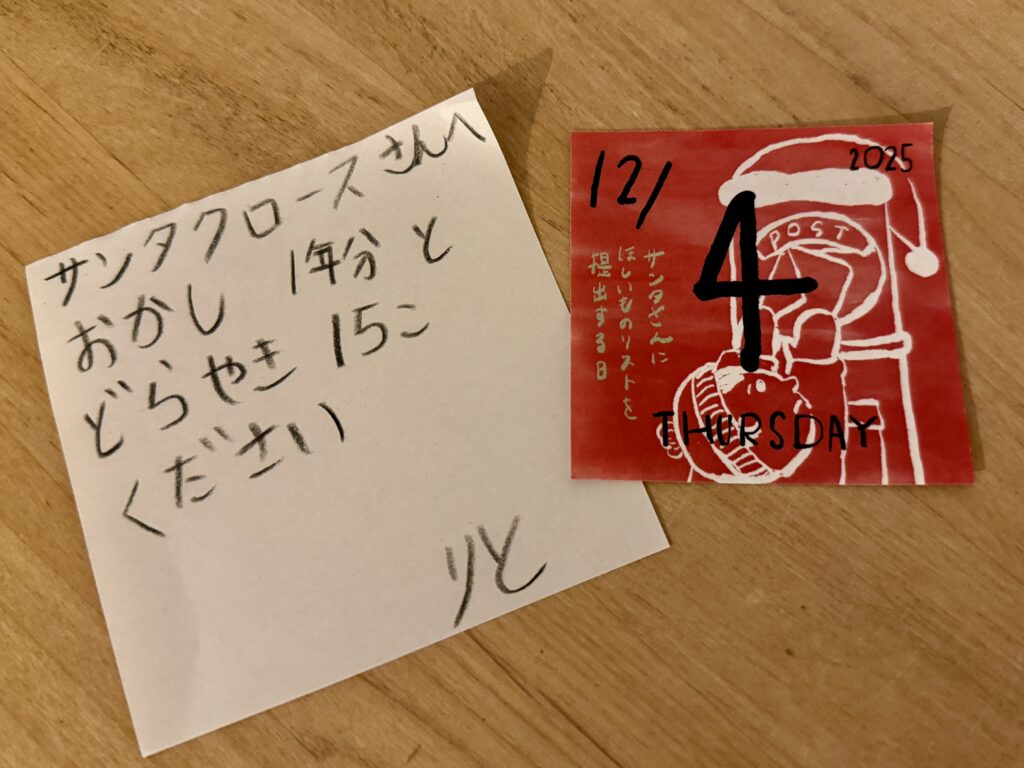 サンタクロースさんへ
おかし 1年分と
どらやき 15こ
ください
りと
12/
4
2025
POST
サンタさんに
ほしいものリストを
提出する日
THURSDAY